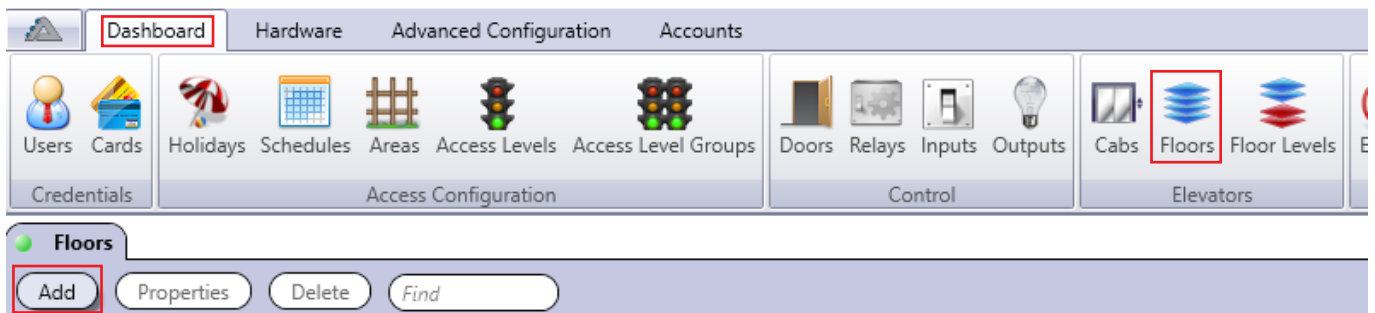 Dashboard Hardware Advanced Configuration Accounts
Users Cards Holidays Schedules Areas Access Levels Access Level Groups Doors Relays Inputs Outputs Cabs Floors Floor Levels
Credentials Access Configuration Control Elevators
Floors
Add Properties Delete Find